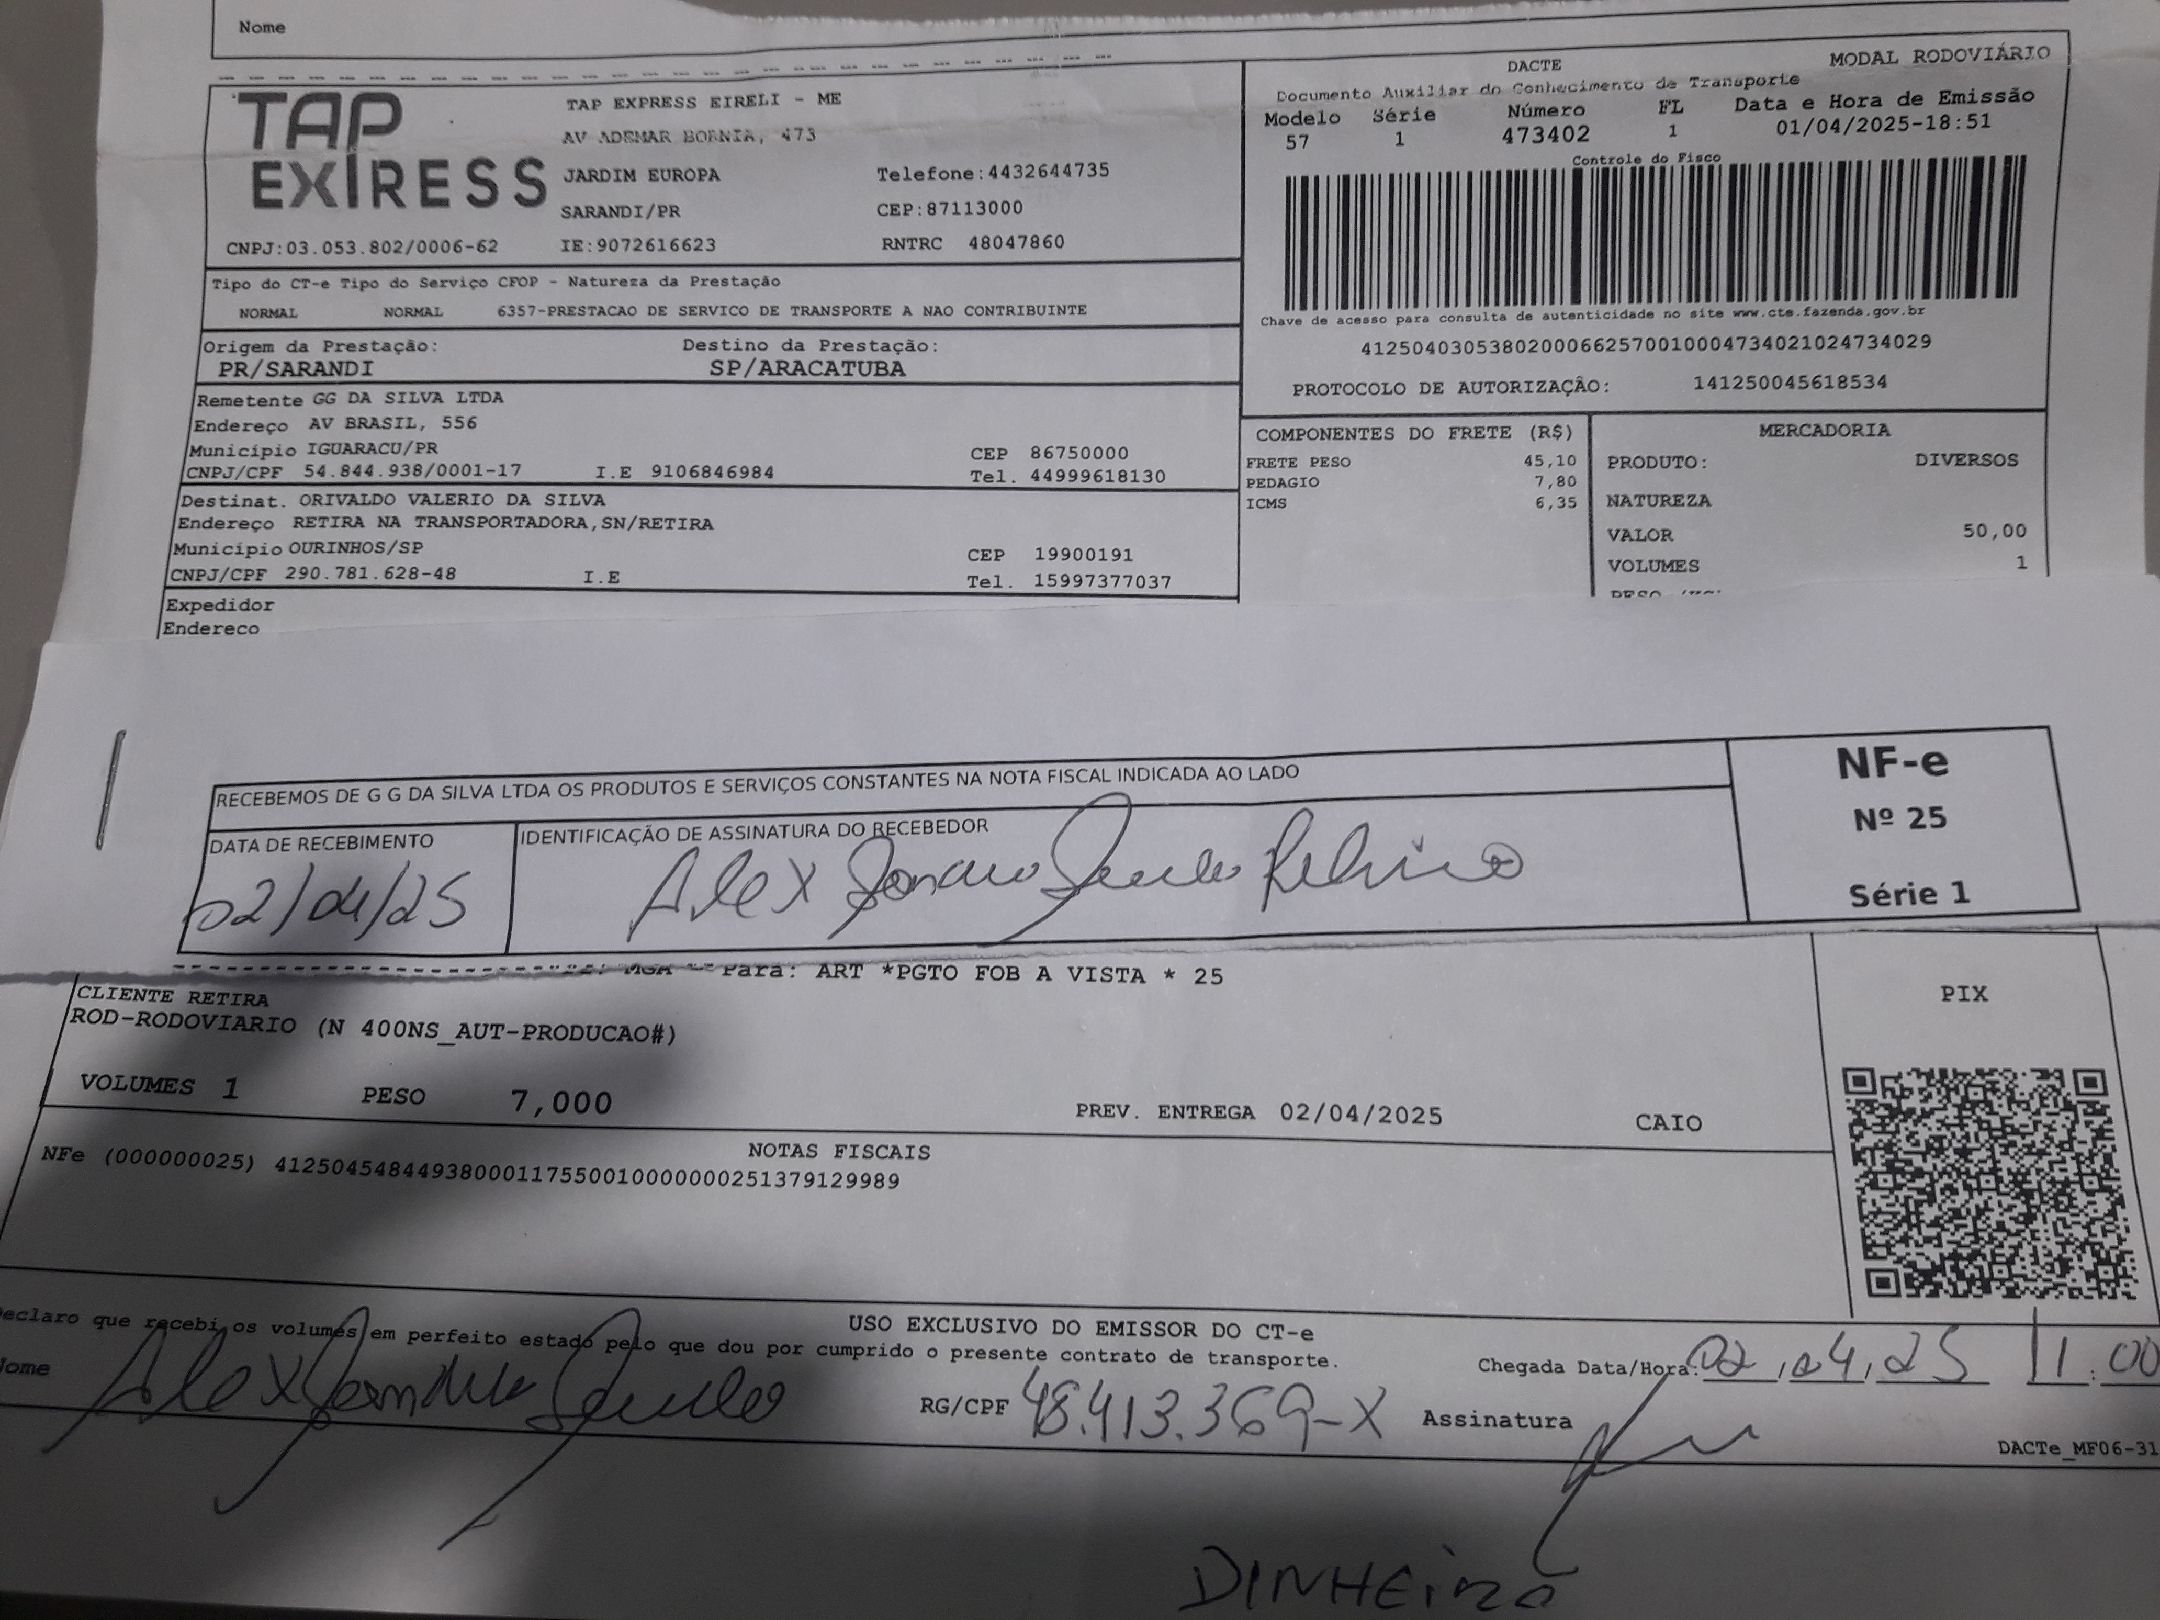 Nome
DACTE
MODAL RODOVIÁRIO
TAP
EXIRESS
TAP EXPRESS EIRELI - ME
AV ADEMAR BORNIA, 473
JARDIM EUROPA
Telefone:4432644735
SARANDI/PR
CEP:87113000
CNPJ:03.053.802/0006-62
IE:9072616623
RNTRC 48047860
Documento Auxiliar do Conhecimento de Transporte
Modelo Série Número FL Data e Hora de Emissão
57 1 473402 1 01/04/2025-18:51
Controle do Fisco
Chave de acesso para consulta de autenticidade no site www.cte.fazenda.gov.br
41250403053802000662570010004734021024734029
PROTOCOLO DE AUTORIZAÇÃO: 141250045618534
Tipo do CT-e Tipo do Serviço CFOP - Natureza da Prestação
NORMAL NORMAL 6357-PRESTACAO DE SERVICO DE TRANSPORTE A NAO CONTRIBUINTE
Origem da Prestação: Destino da Prestação:
PR/SARANDI SP/ARACATUBA
Remetente GG DA SILVA LTDA
Endereço AV BRASIL, 556
Município IGUARACU/PR CEP 86750000
CNPJ/CPF 54.844.938/0001-17 I.E 9106846984 Tel. 44999618130
Destinat. ORIVALDO VALERIO DA SILVA
Endereço RETIRA NA TRANSPORTADORA,SN/RETIRA
Município OURINHOS/SP CEP 19900191
CNPJ/CPF 290.781.628-48 I.E Tel. 15997377037
Expedidor
Endereco
COMPONENTES DO FRETE (R$)
FRETE PESO 45,10
PEDAGIO 7,80
ICMS 6,35
MERCADORIA
PRODUTO: DIVERSOS
NATUREZA
VALOR 50,00
VOLUMES 1
RECEBEMOS DE G G DA SILVA LTDA OS PRODUTOS E SERVIÇOS CONSTANTES NA NOTA FISCAL INDICADA AO LADO
DATA DE RECEBIMENTO
02/04/25
IDENTIFICAÇÃO DE ASSINATURA DO RECEBEDOR
Alex
NF-e
Nº 25
Série 1
Para: ART *PGTO FOB A VISTA * 25
CLIENTE RETIRA
ROD-RODOVIARIO (N 400NS_AUT-PRODUCAO#)
VOLUMES 1 PESO 7,000
PREV. ENTREGA 02/04/2025 CAIO
PIX
NOTAS FISCAIS
NFe (000000025) 41250454844938000117550010000000251379129989
USO EXCLUSIVO DO EMISSOR DO CT-e
Declaro que recebi os volumes em perfeito estado pelo que dou por cumprido o presente contrato de transporte.
Nome Alex
RG/CPF 48.413.369-X
Assinatura
Chegada Data/Hora: 02,04,25 11:00
DACTe_MF06-31
DINHEIRO